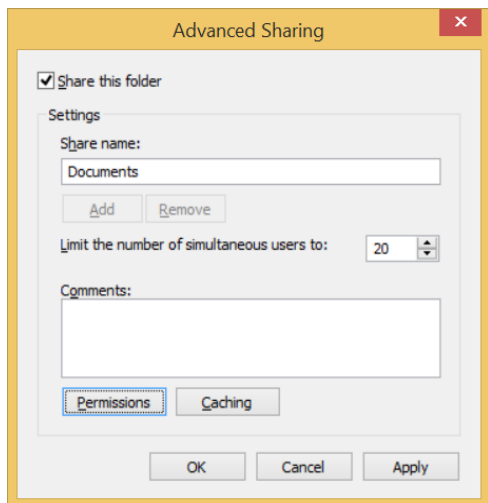 Advanced Sharing
Share this folder
Settings
Share name:
Documents
Add Remove
Limit the number of simultaneous users to: 20
Comments:
Permissions Caching
OK Cancel Apply